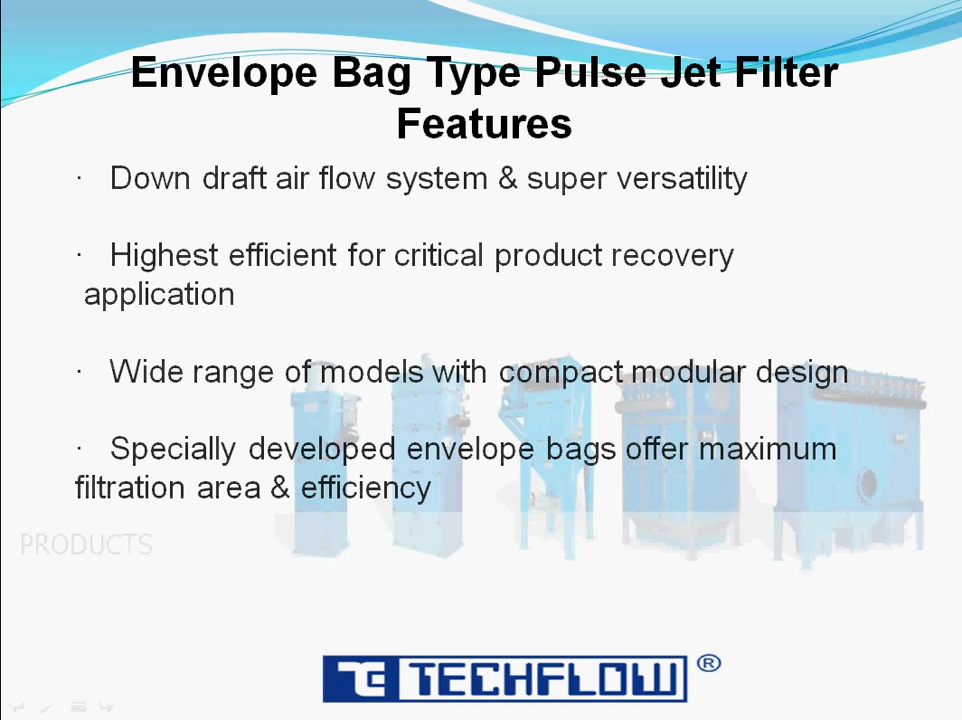 Envelope Bag Type Pulse Jet Filter
Features
· Down draft air flow system & super versatility
· Highest efficient for critical product recovery
application
· Wide range of models with compact modular design
· Specially developed envelope bags offer maximum
filtration area & efficiency
PRODUCTS
TECHFLOW ®